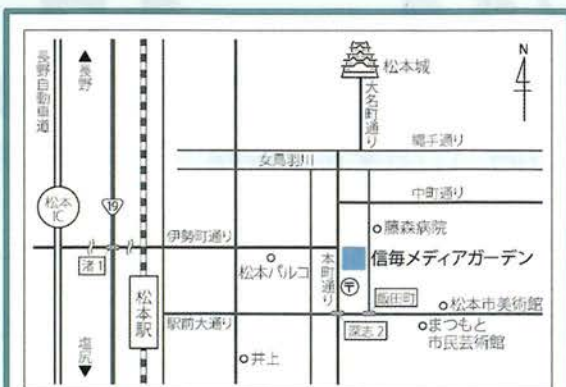 長野自動車道
▲
長野
松本城
N
4
大名町通り
縄手通り
女鳥羽川
中町通り
松本
IC
19
藤森病院
伊勢町通り
信毎メディアガーデン
松本パルコ
本町通り
〒
渚1
飯田町
松本駅
松本市美術館
駅前大通り
深志2
まつもと
市民芸術館
塩尻
▼
井上